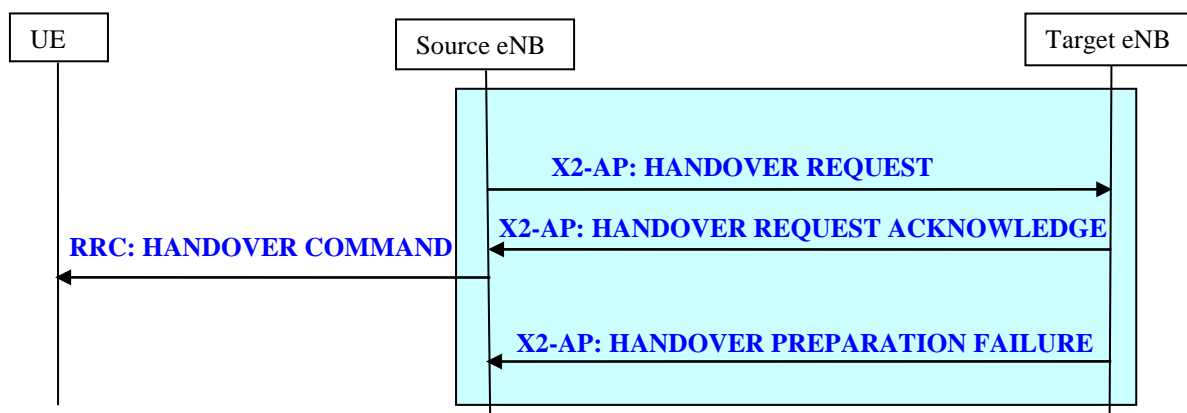 UE
Source eNB
Target eNB
X2-AP: HANDOVER REQUEST
X2-AP: HANDOVER REQUEST ACKNOWLEDGE
RRC: HANDOVER COMMAND
X2-AP: HANDOVER PREPARATION FAILURE